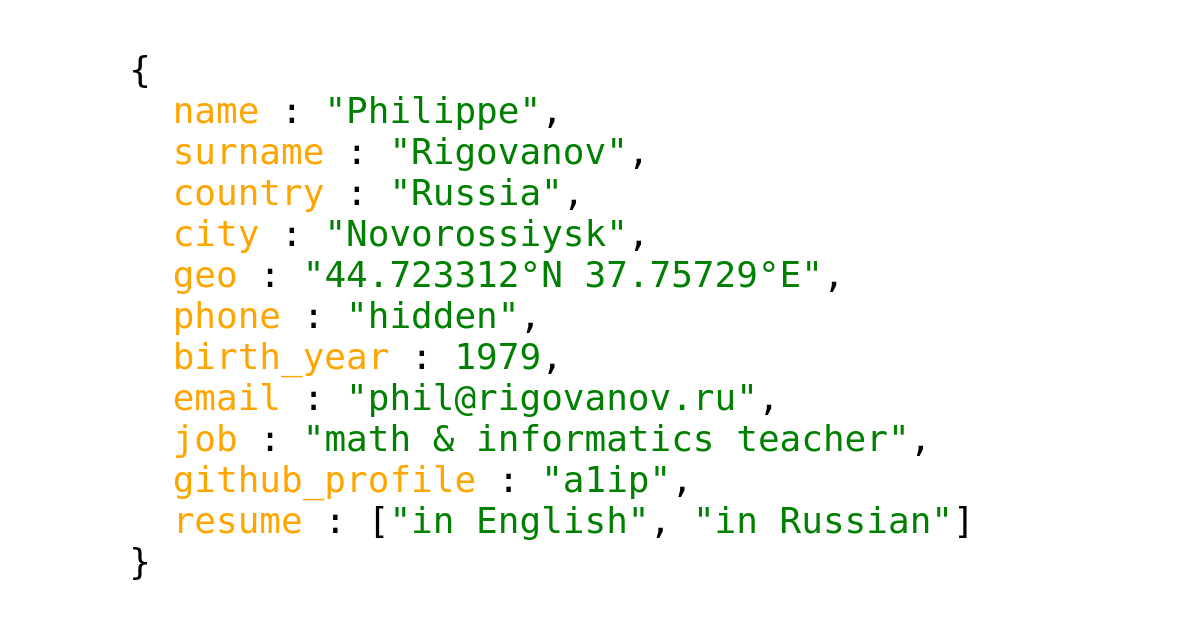 {
name : "Philippe",
surname : "Rigovanov",
country : "Russia",
city : "Novorossiysk",
geo : "44.723312°N 37.75729°E",
phone : "hidden",
birth_year : 1979,
email : "phil@rigovanov.ru",
job : "math & informatics teacher",
github_profile : "a1ip",
resume : ["in English", "in Russian"]
}